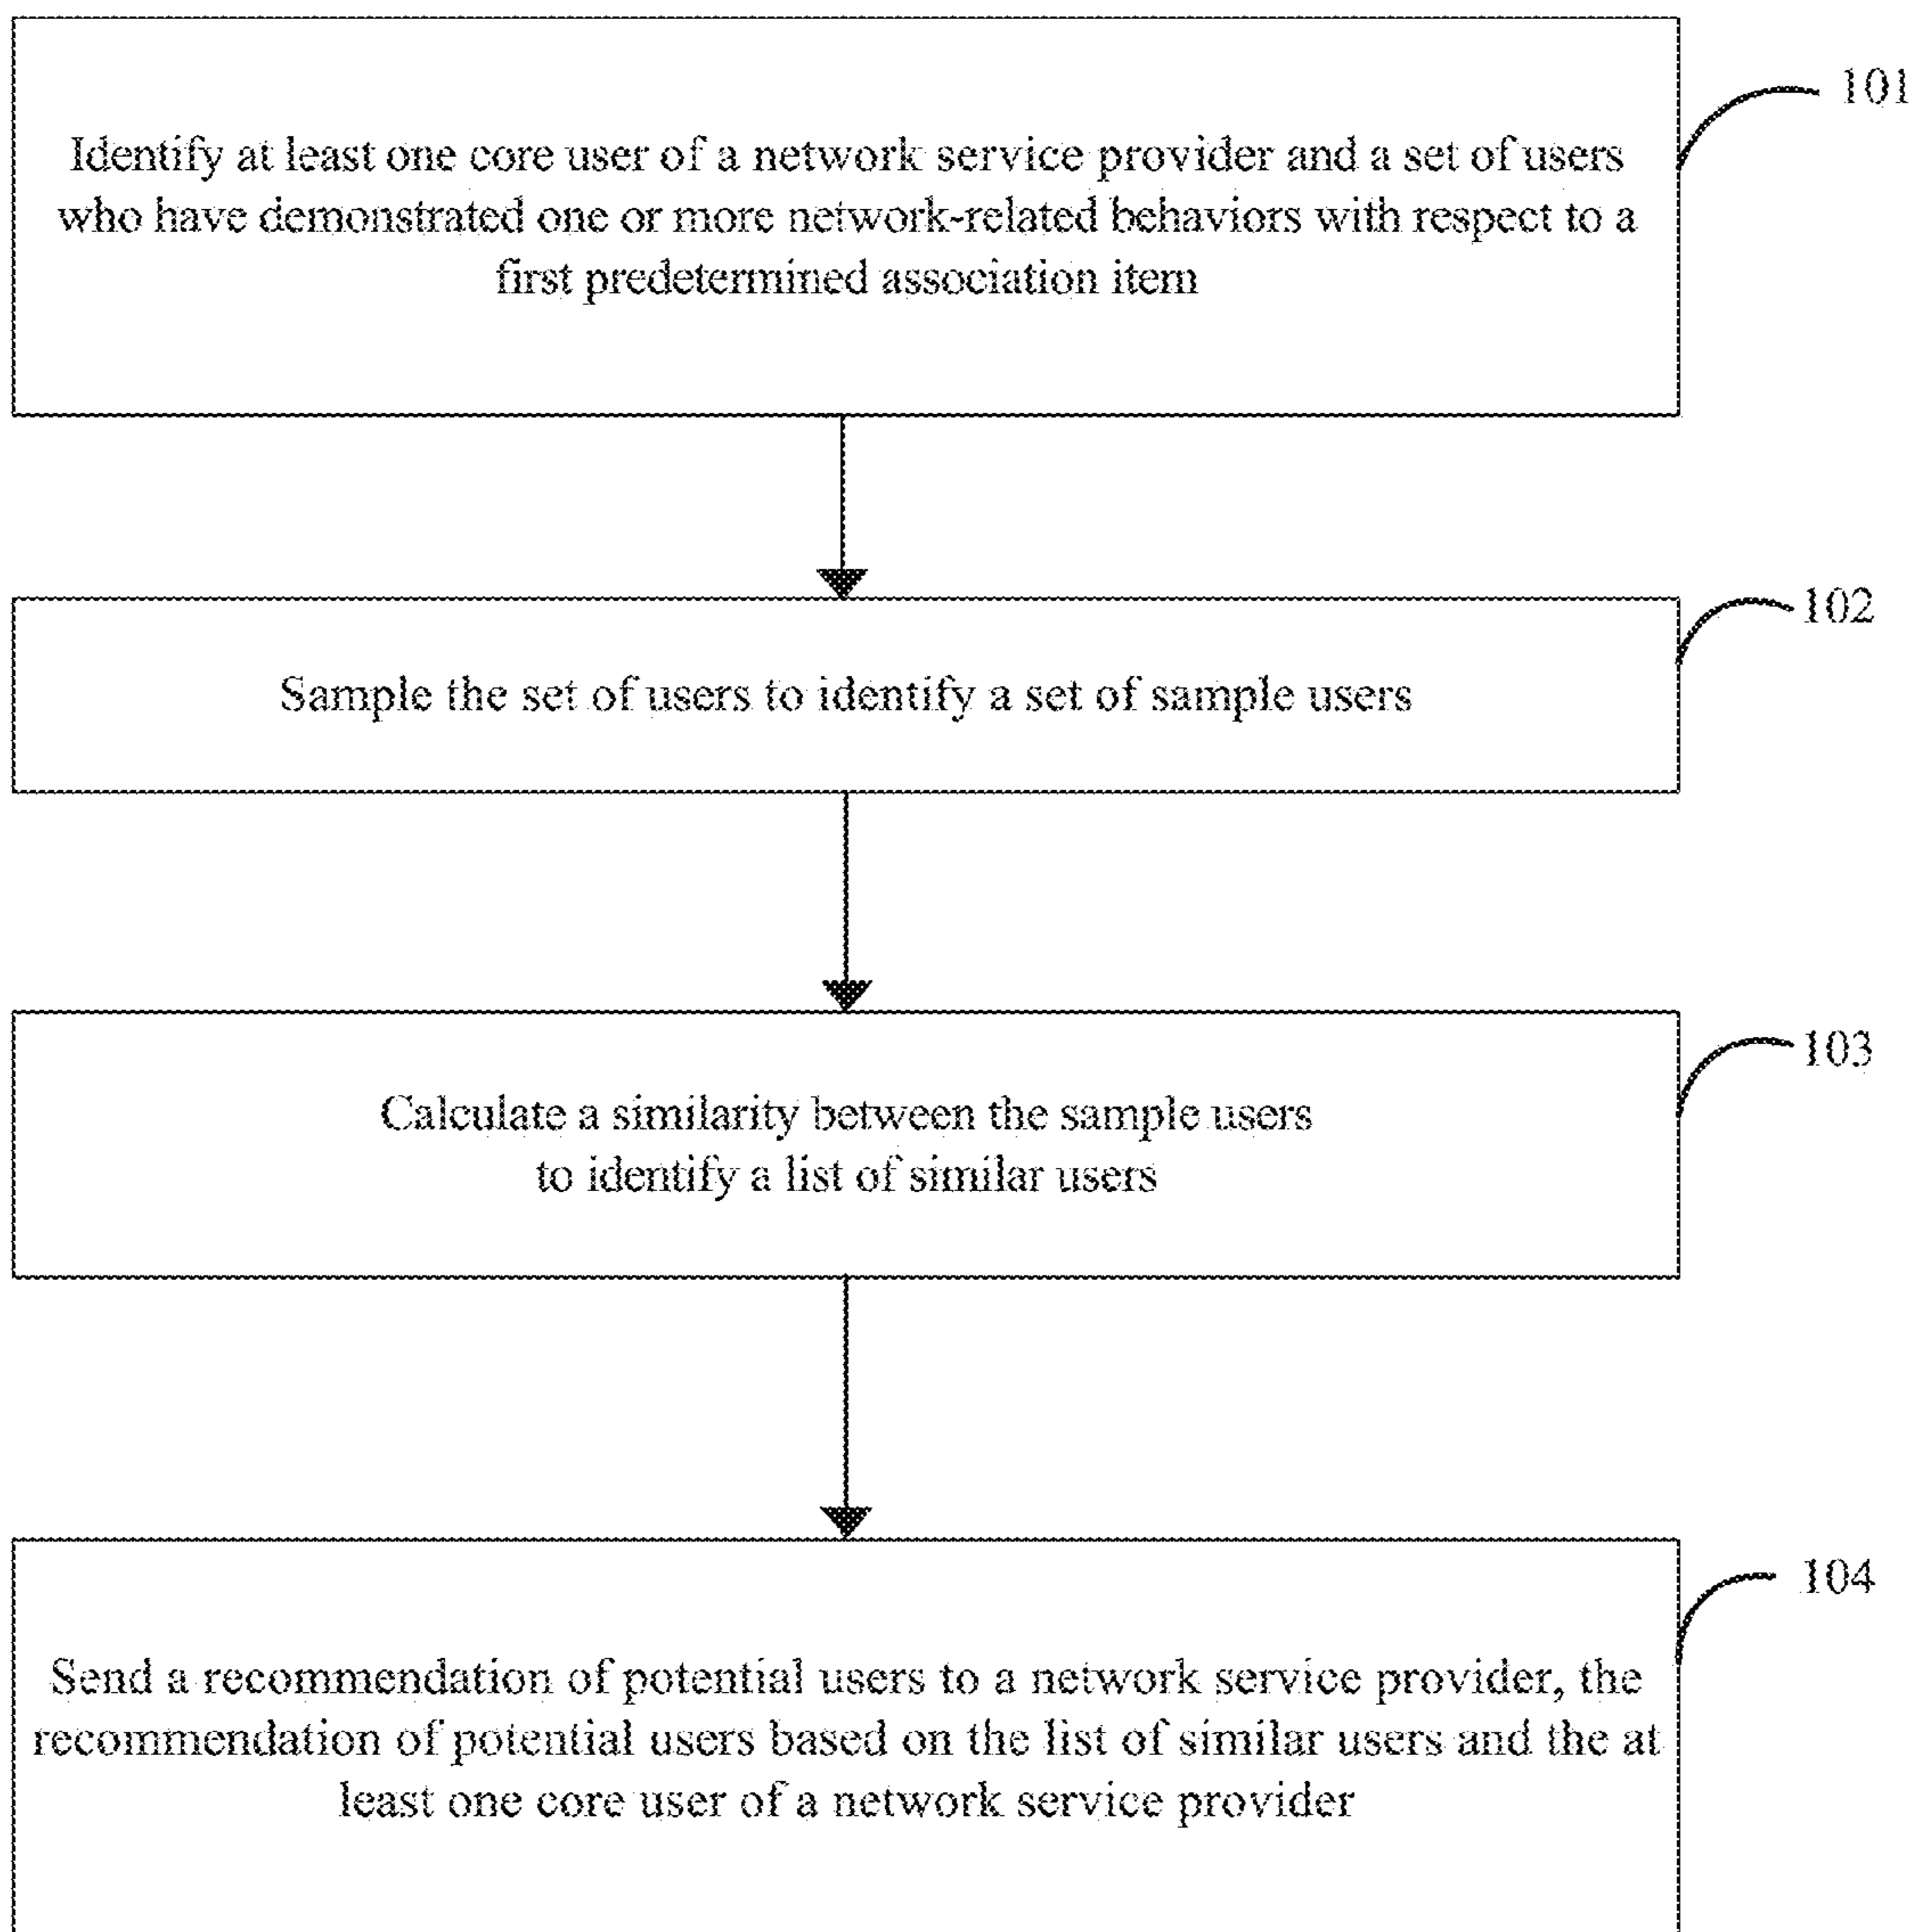 101
Identify at least one core user of a network service provider and a set of users
who have demonstrated one or more network-related behaviors with respect to a
first predetermined association item
102
Sample the set of users to identify a set of sample users
103
Calculate a similarity between the sample users
to identify a list of similar users
104
Send a recommendation of potential users to a network service provider, the
recommendation of potential users based on the list of similar users and the at
least one core user of a network service provider